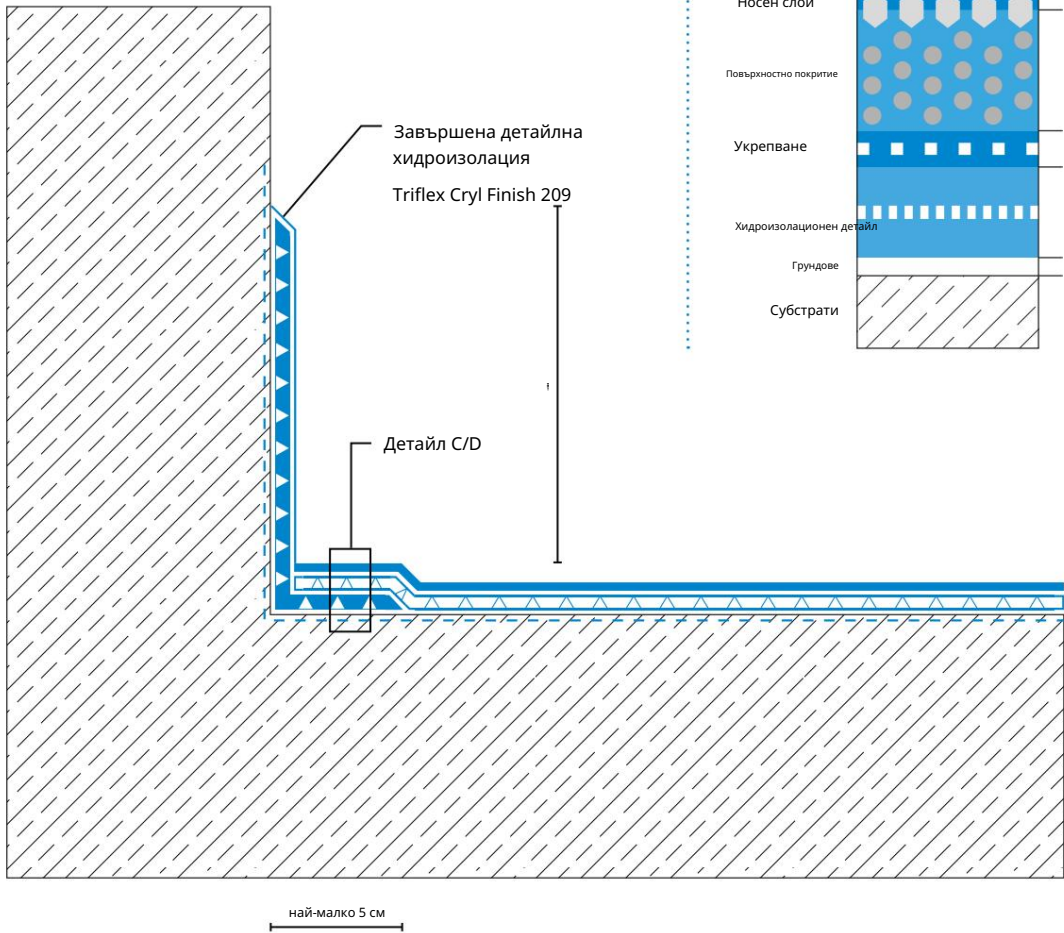 Носен слой
Повърхностно покритие
Завършена детайлна
хидроизолация
Укрепване
Triflex Cryl Finish 209
Хидроизолационен детайл
Грундове
Субстрати
Детайл C/D
най-малко 5 см